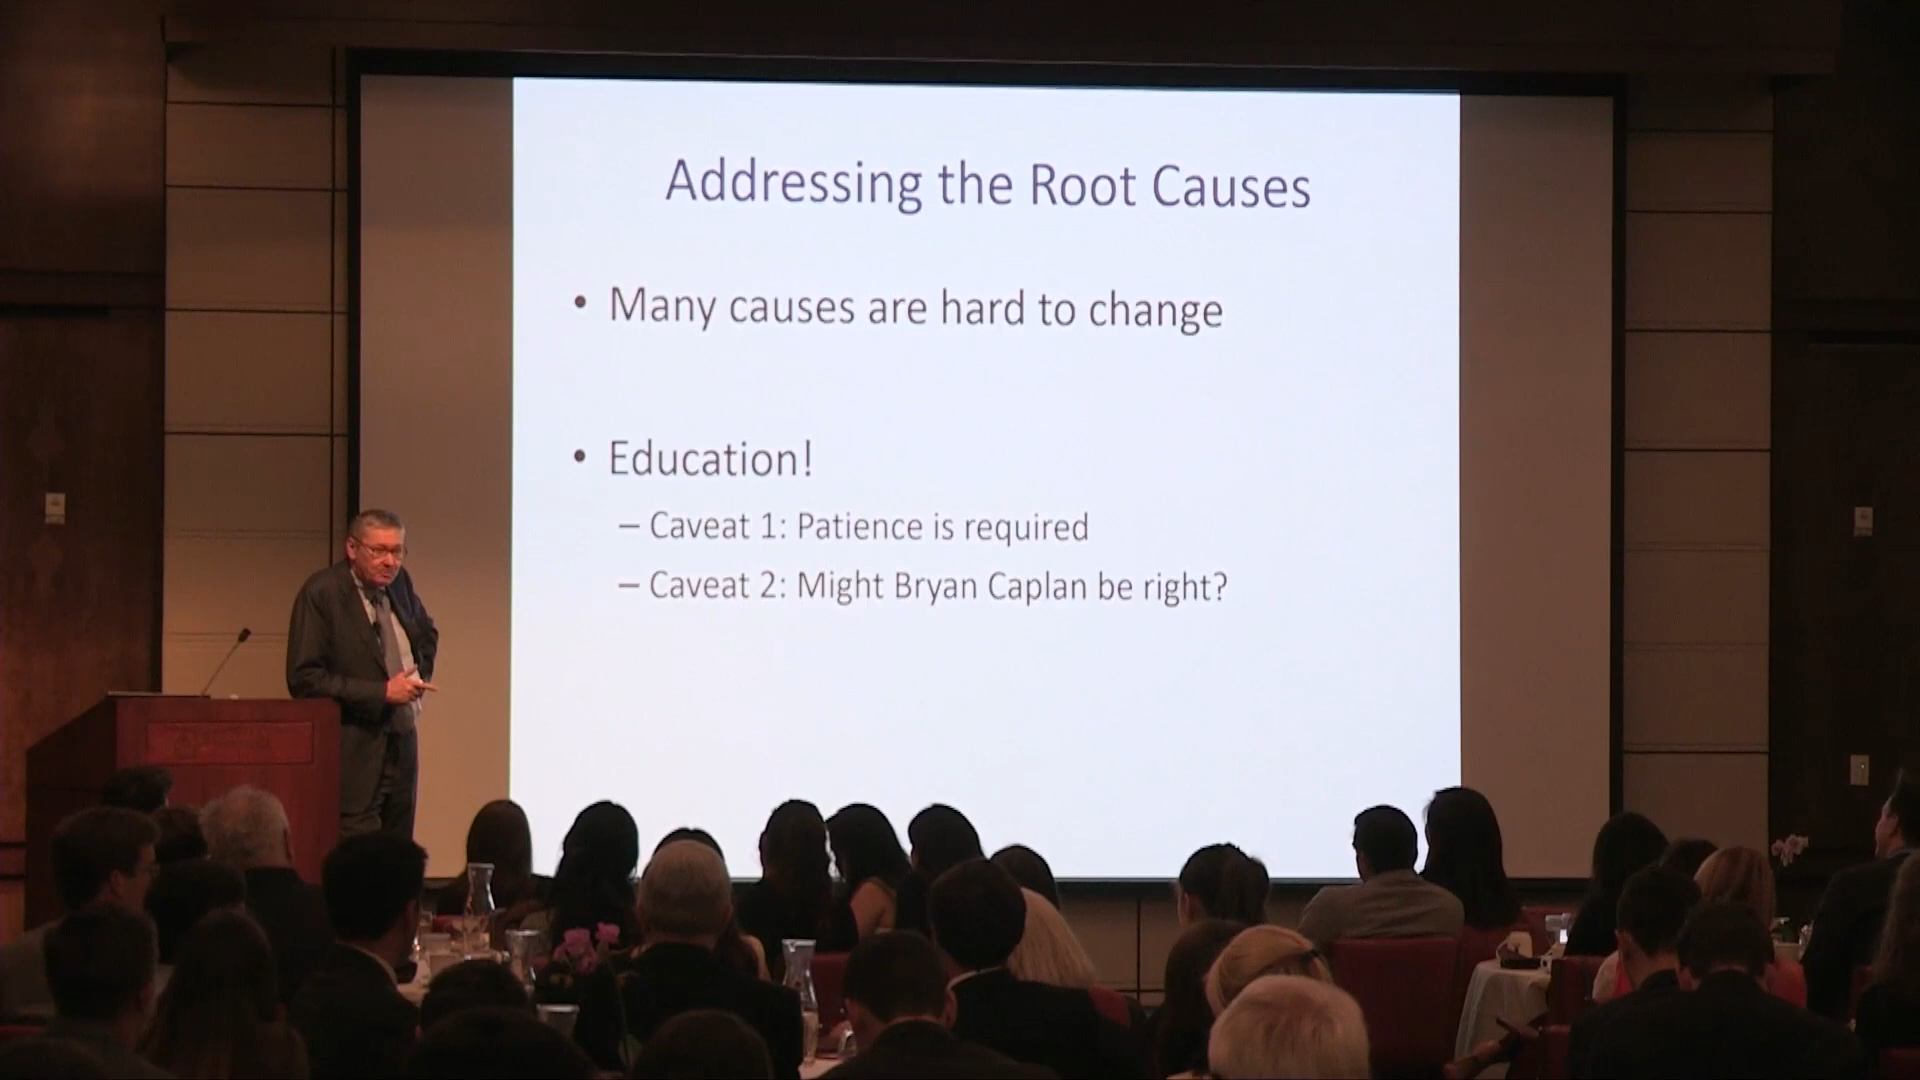 Addressing the Root Causes
• Many causes are hard to change
• Education!
– Caveat 1: Patience is required
– Caveat 2: Might Bryan Caplan be right?